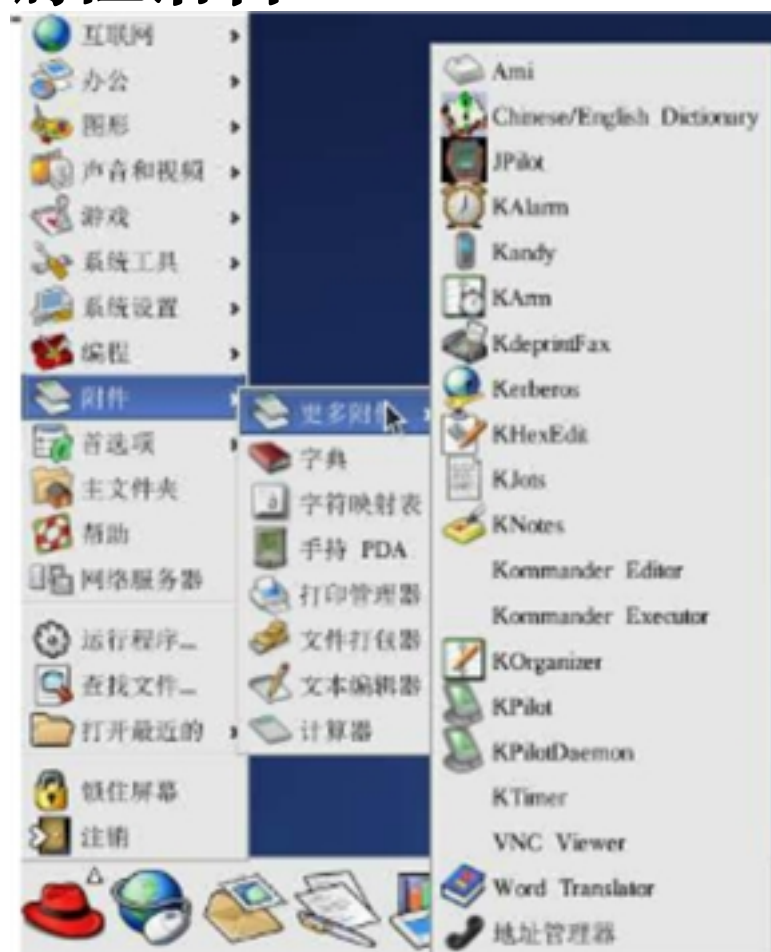 互联网
办公
图形
声音和视频
游戏
系统工具
系统设置
编程
附件
首选项
主文件夹
帮助
网络服务器
运行程序...
查找文件...
打开最近的
锁住屏幕
注销
更多附件
字典
字符映射表
手持 PDA
打印管理器
文件打包器
文本编辑器
计算器
Ami
Chinese/English Dictionary
JPilot
KAlarm
Kandy
KArm
KdeprintFax
Kerberos
KHexEdit
KJots
KNotes
Kommander Editor
Kommander Executor
KOrganizer
KPilot
KPilotDaemon
KTimer
VNC Viewer
Word Translator
地址管理器